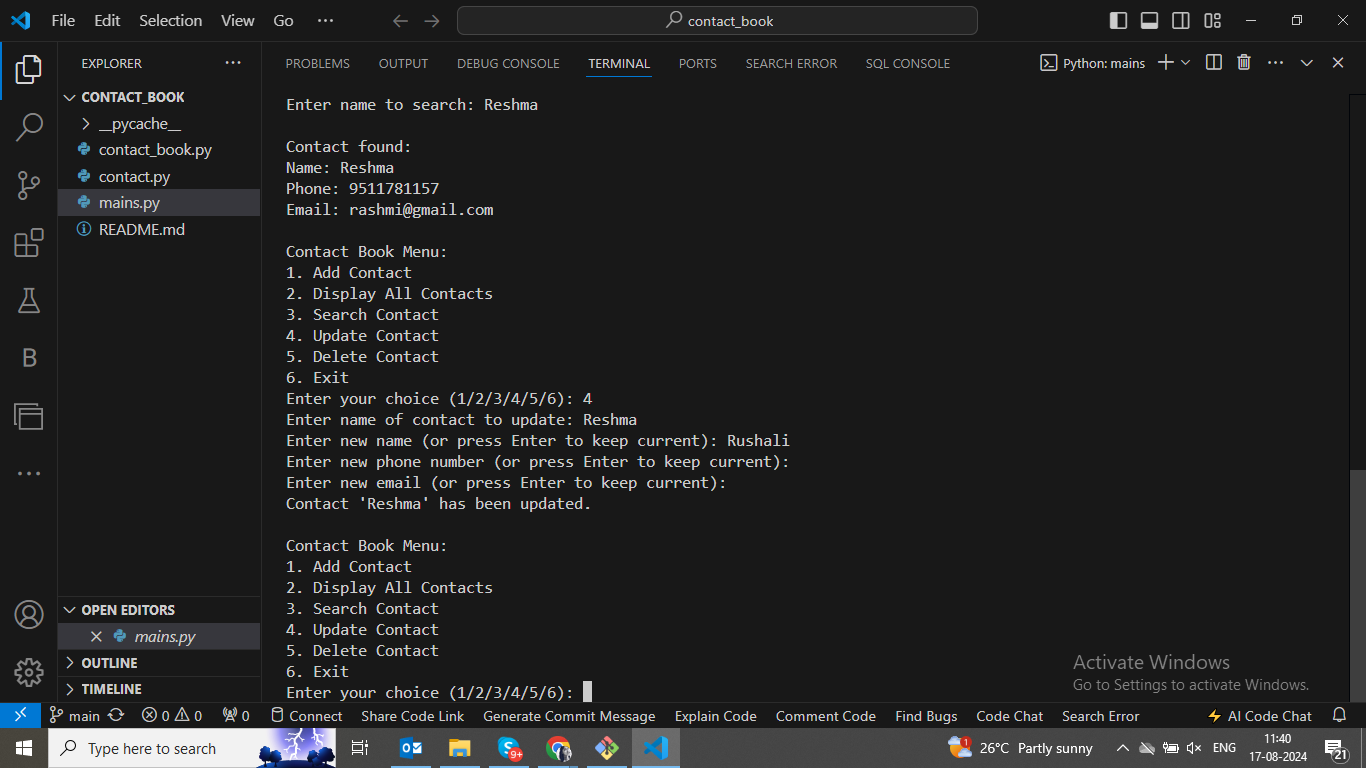 File Edit Selection View Go ··· contact_book
EXPLORER ···
CONTACT_BOOK
__pycache__
contact_book.py
contact.py
mains.py
README.md
B
OPEN EDITORS
mains.py
OUTLINE
TIMELINE
PROBLEMS OUTPUT DEBUG CONSOLE TERMINAL PORTS SEARCH ERROR SQL CONSOLE Python: mains
Enter name to search: Reshma
Contact found:
Name: Reshma
Phone: 9511781157
Email: rashmi@gmail.com
Contact Book Menu:
1. Add Contact
2. Display All Contacts
3. Search Contact
4. Update Contact
5. Delete Contact
6. Exit
Enter your choice (1/2/3/4/5/6): 4
Enter name of contact to update: Reshma
Enter new name (or press Enter to keep current): Rushali
Enter new phone number (or press Enter to keep current):
Enter new email (or press Enter to keep current):
Contact 'Reshma' has been updated.
Contact Book Menu:
1. Add Contact
2. Display All Contacts
3. Search Contact
4. Update Contact
5. Delete Contact
6. Exit
Enter your choice (1/2/3/4/5/6):
Activate Windows
Go to Settings to activate Windows.
main 0 0 0 Connect Share Code Link Generate Commit Message Explain Code Comment Code Find Bugs Code Chat Search Error AI Code Chat
Type here to search 9+ 1 26°C Partly sunny ENG 11:40
17-08-2024 21